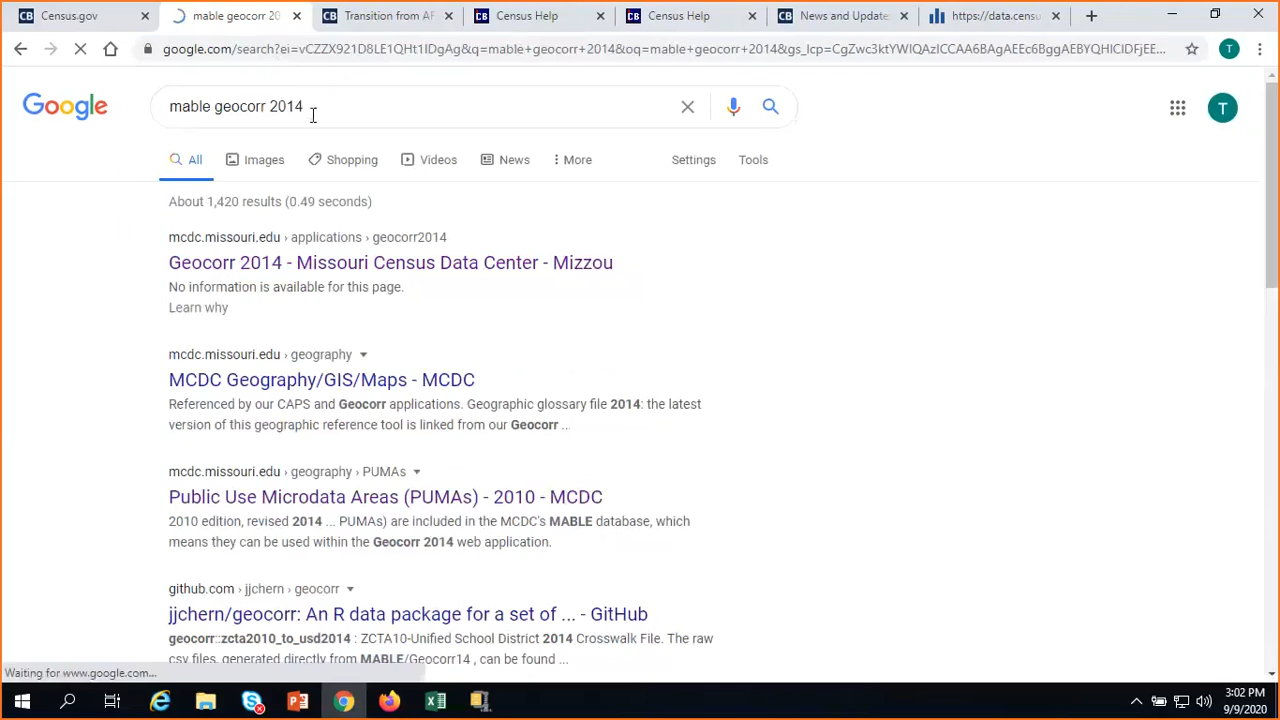 Census.gov
mable geocorr 20
Transition from AF
Census Help
Census Help
News and Update
https://data.censu
google.com/search?ei=vCZZX921D8LE1QHt1IDgAg&q=mable+geocorr+2014&oq=mable+geocorr+2014&gs_lcp=CgZwc3ktYWIQAzICCAA6BAgAEEc6BggAEBYQHlCIDFjEg...
T
Google
mable geocorr 2014
T
All
Images
Shopping
Videos
News
More
Settings
Tools
About 1,420 results (0.49 seconds)
mcdc.missouri.edu › applications › geocorr2014
Geocorr 2014 - Missouri Census Data Center - Mizzou
No information is available for this page.
Learn why
mcdc.missouri.edu › geography
MCDC Geography/GIS/Maps - MCDC
Referenced by our CAPS and Geocorr applications. Geographic glossary file 2014: the latest
version of this geographic reference tool is linked from our Geocorr ...
mcdc.missouri.edu › geography › PUMAs
Public Use Microdata Areas (PUMAs) - 2010 - MCDC
2010 edition, revised 2014 ... PUMAs) are included in the MCDC's MABLE database, which
means they can be used within the Geocorr 2014 web application.
github.com › jjchern › geocorr
jjchern/geocorr: An R data package for a set of ... - GitHub
geocorr::zcta2010_to_usd2014 : ZCTA10-Unified School District 2014 Crosswalk File. The raw
csv files, generated directly from MABLE/Geocorr14 , can be found ...
Waiting for www.google.com...
3:02 PM
9/9/2020